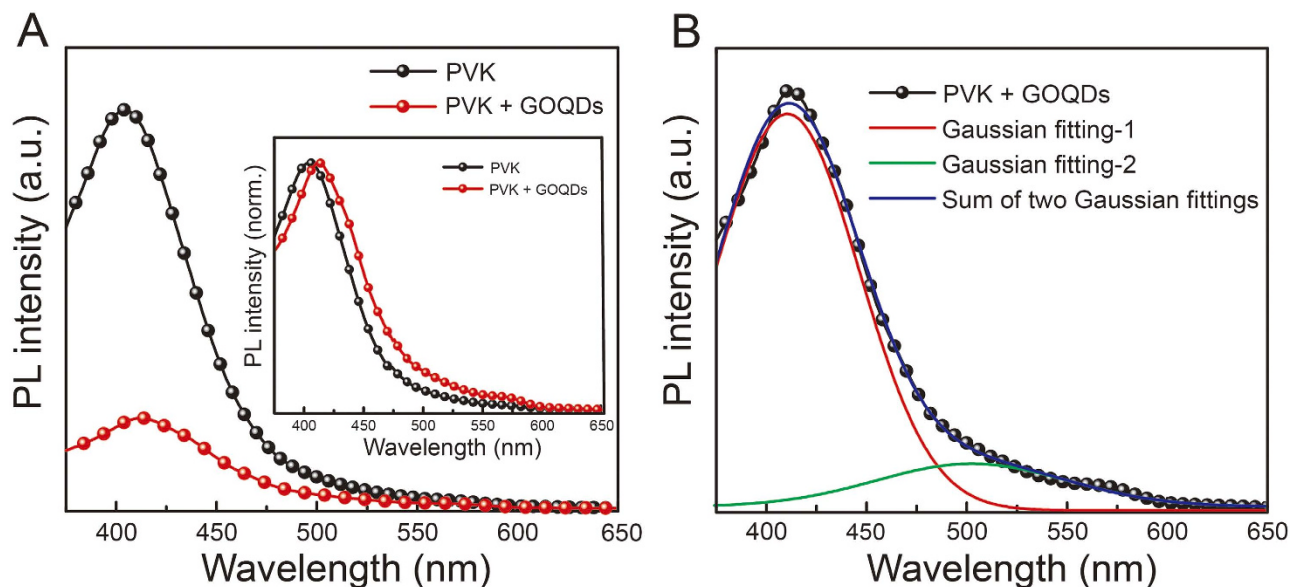 A
PL intensity (a.u.)
PVK
PVK + GOQDs
PL intensity (norm.)
PVK
PVK + GOQDs
400 450 500 550 600 650
Wavelength (nm)
400 450 500 550 600 650
Wavelength (nm)
B
PL intensity (a.u.)
PVK + GOQDs
Gaussian fitting-1
Gaussian fitting-2
Sum of two Gaussian fittings
400 450 500 550 600 650
Wavelength (nm)